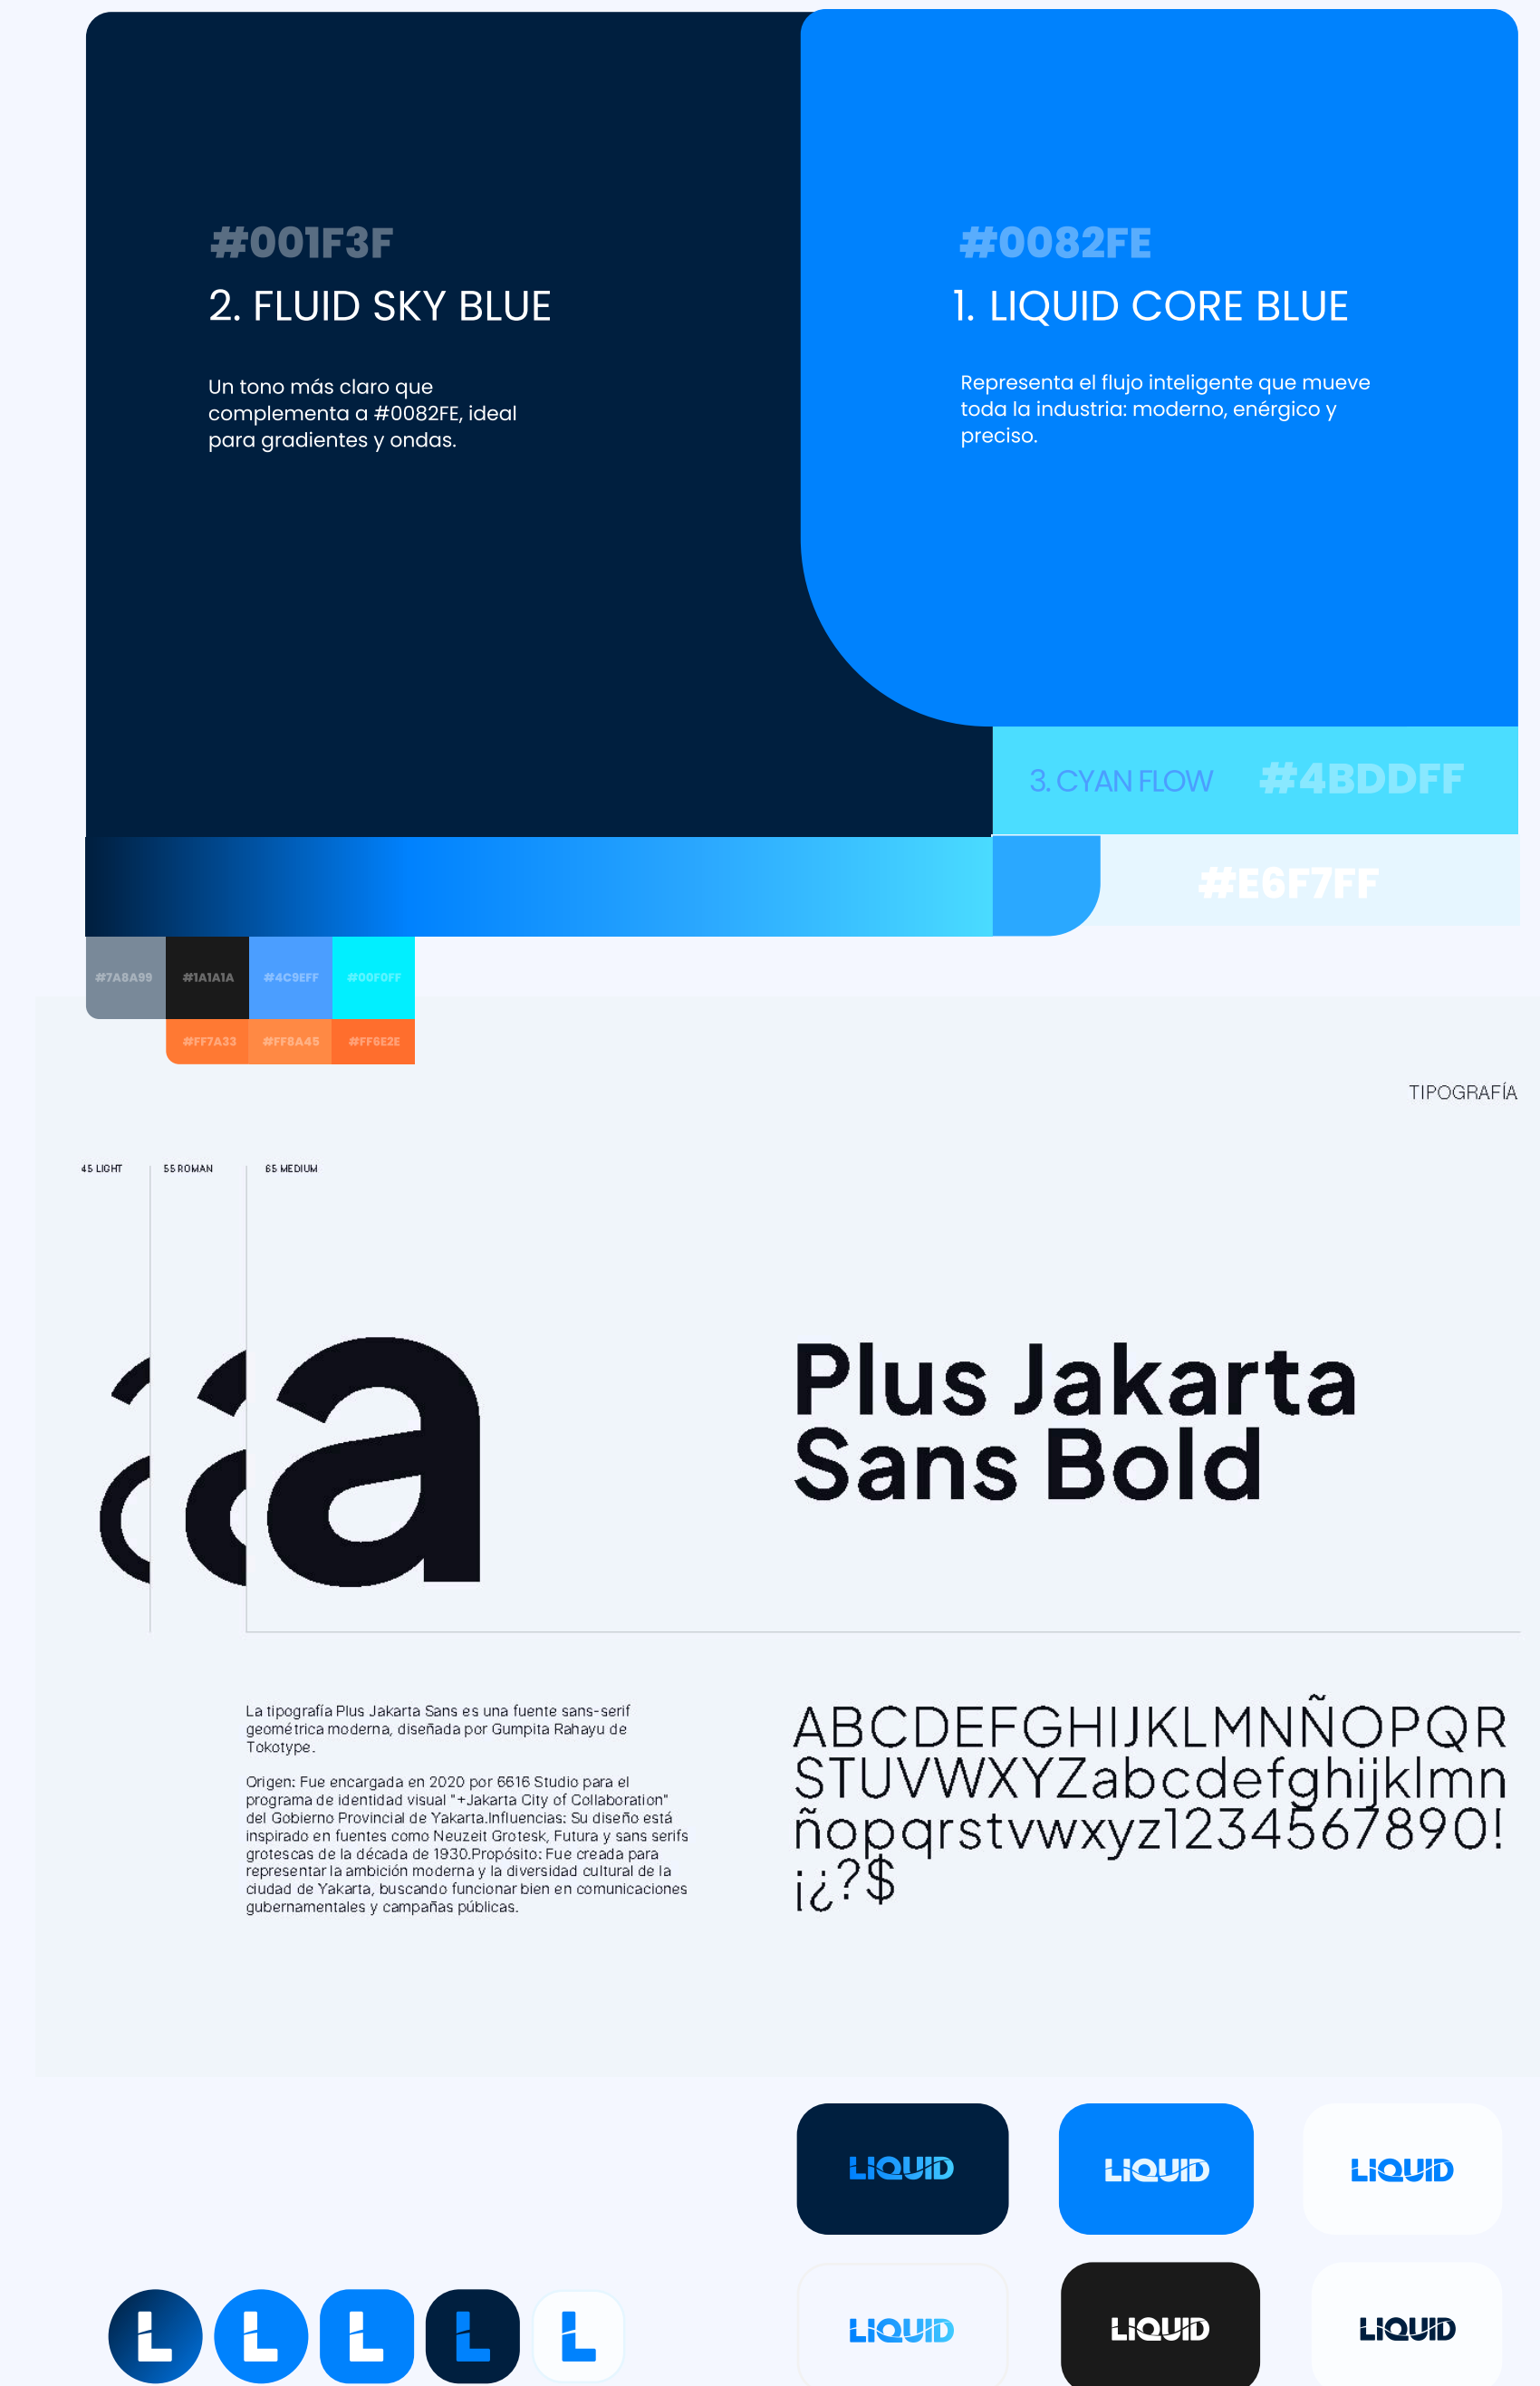 #001F3F
2. FLUID SKY BLUE
Un tono más claro que
complementa a #0082FE, ideal
para gradientes y ondas.
#0082FE
1. LIQUID CORE BLUE
Representa el flujo inteligente que mueve
toda la industria: moderno, enérgico y
preciso.
3. CYAN FLOW #4BDDFF
#E6F7FF
#7A8A99 #1A1A1A #4C9EFF #00F0FF
#FF7A33 #FF8A45 #FF6E2E
TIPOGRAFÍA
45 LIGHT 55 ROMAN 65 MEDIUM
a a a
Plus Jakarta
Sans Bold
La tipografía Plus Jakarta Sans es una fuente sans-serif
geométrica moderna, diseñada por Gumpita Rahayu de
Tokotype.
Origen: Fue encargada en 2020 por 6616 Studio para el
programa de identidad visual "+Jakarta City of Collaboration"
del Gobierno Provincial de Yakarta.Influencias: Su diseño está
inspirado en fuentes como Neuzeit Grotesk, Futura y sans serifs
grotescas de la década de 1930.Propósito: Fue creada para
representar la ambición moderna y la diversidad cultural de la
ciudad de Yakarta, buscando funcionar bien en comunicaciones
gubernamentales y campañas públicas.
ABCDEFGHIJKLMNÑOPQR
STUVWXYZabcdefghijklmn
ñopqrstvwxyz1234567890!
¡¿?$
LIQUID LIQUID LIQUID
LIQUID LIQUID LIQUID
L L L L L